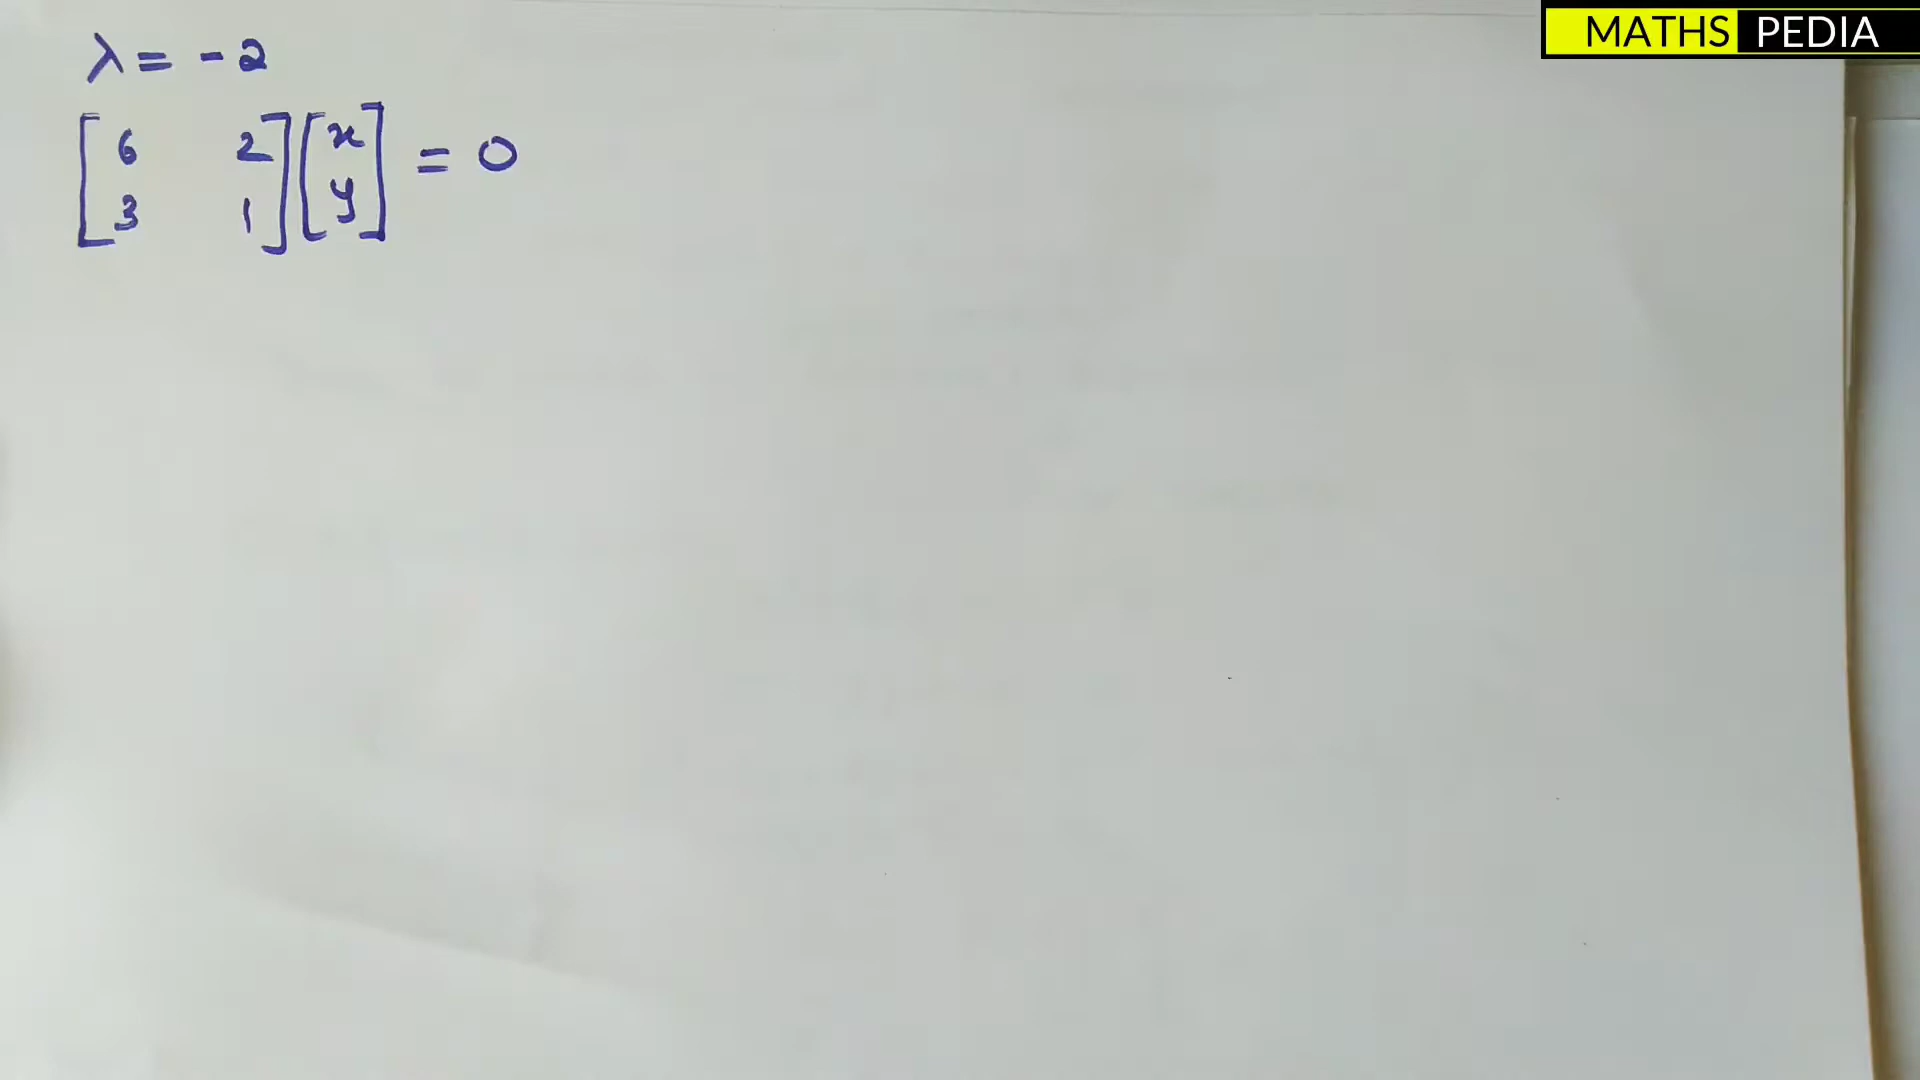 MATHS PEDIA
λ = - 2
[6 2
3 1] [x
y] = 0